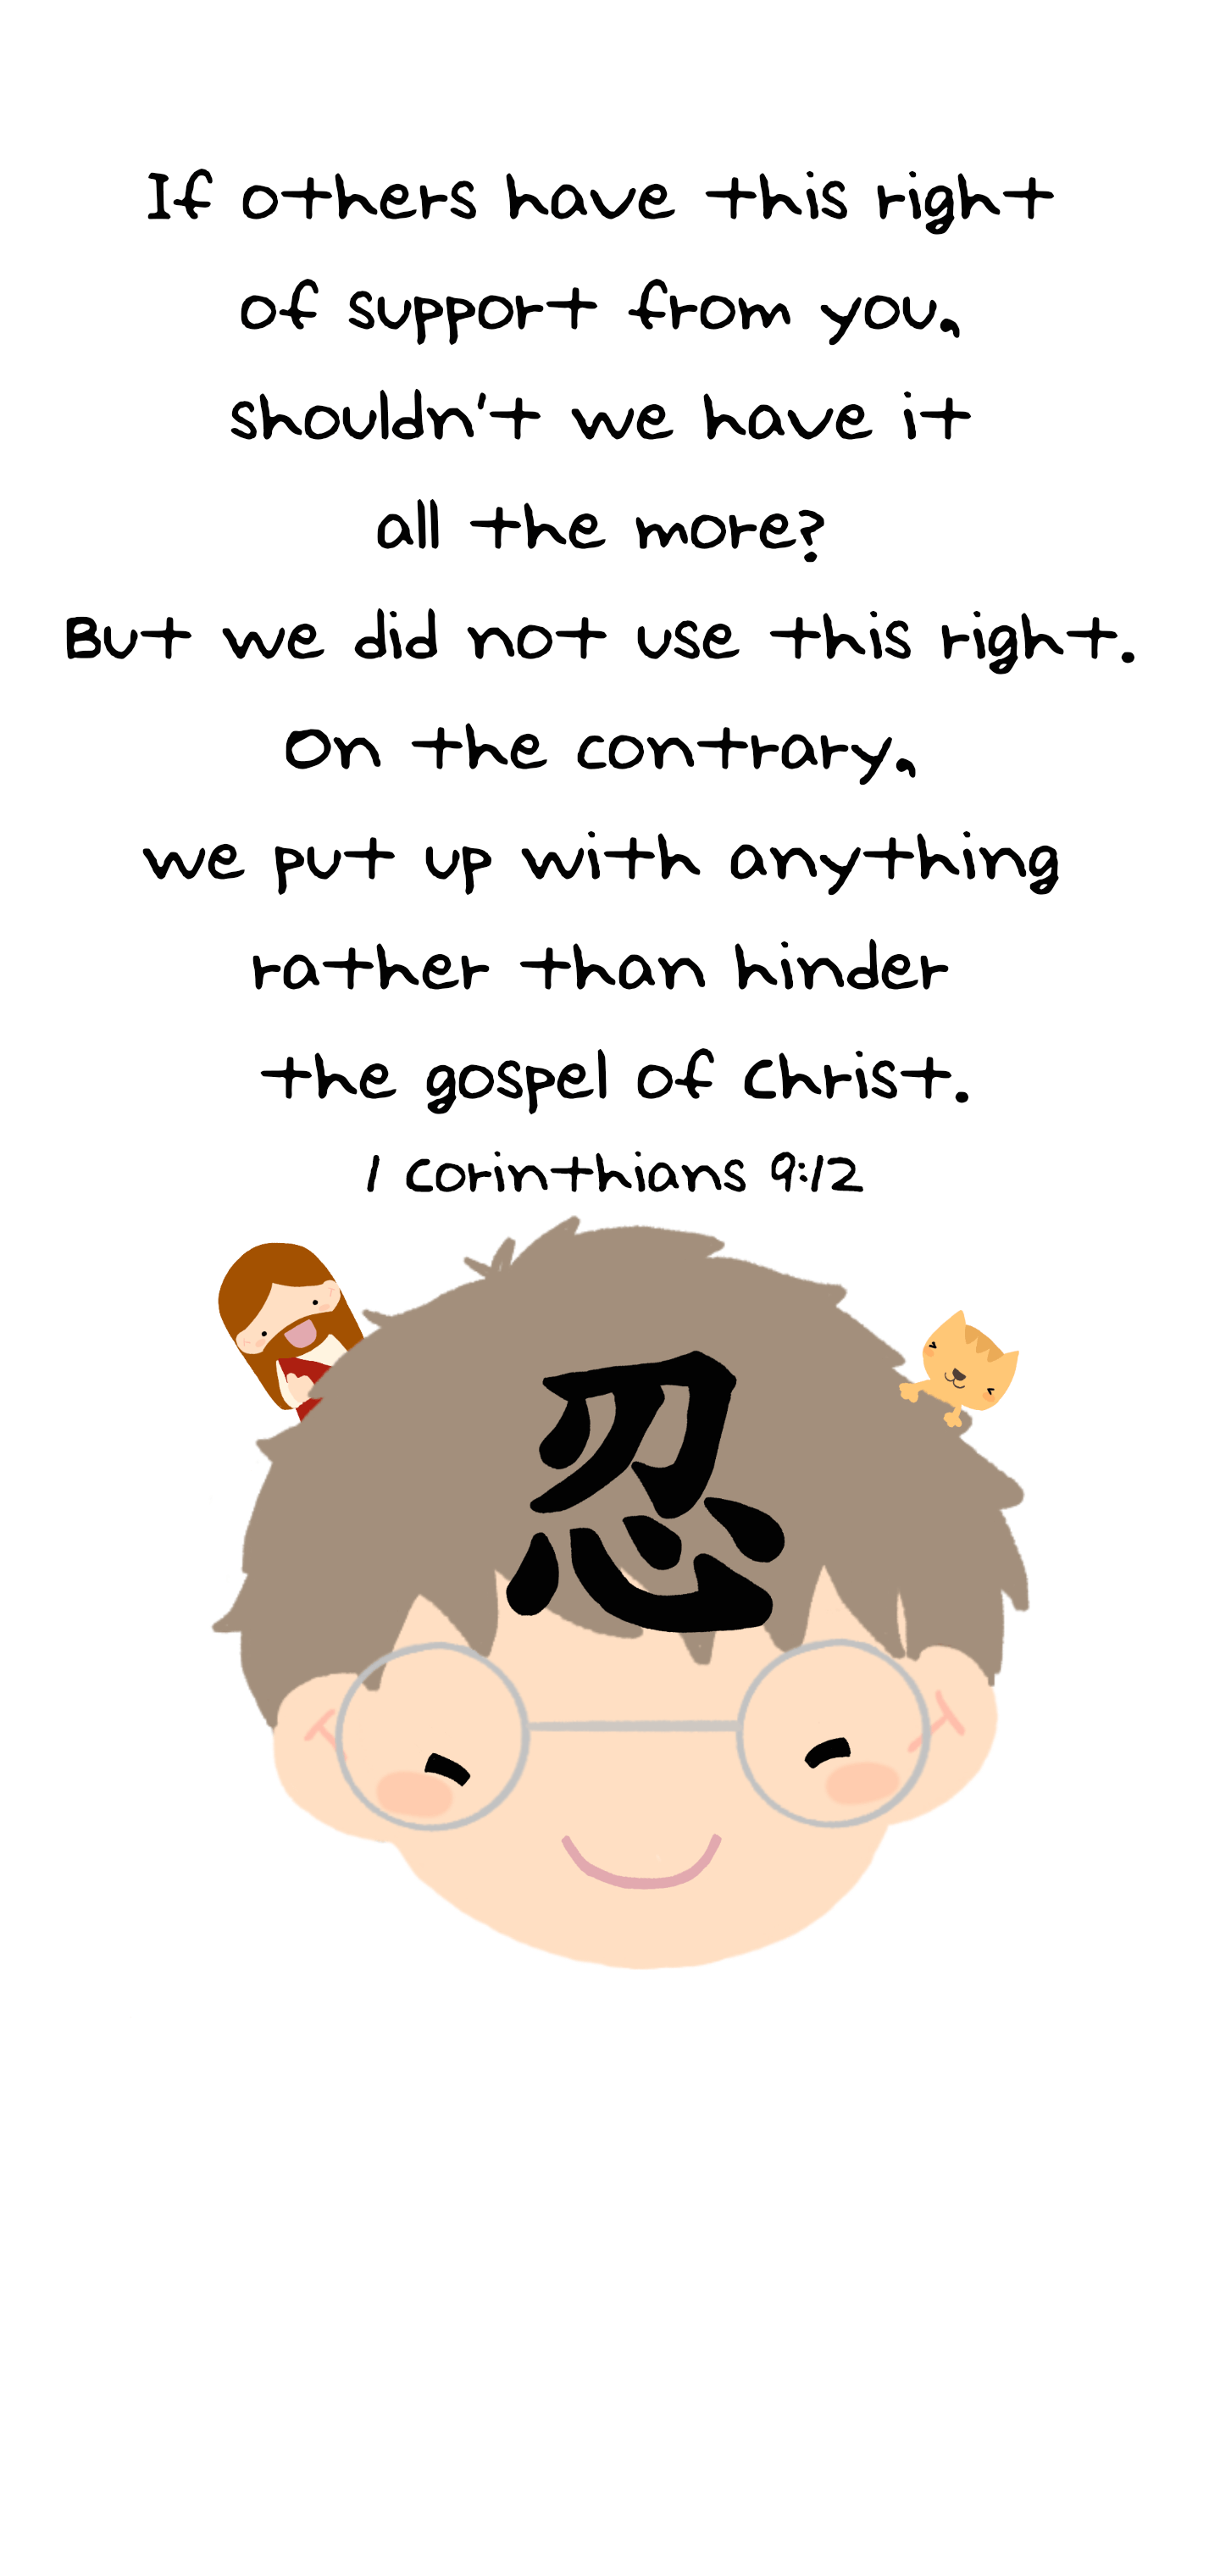 If others have this right
of support from you,
shouldn't we have it
all the more?
But we did not use this right.
On the contrary,
we put up with anything
rather than hinder
the gospel of Christ.
1 Corinthians 9:12
忍